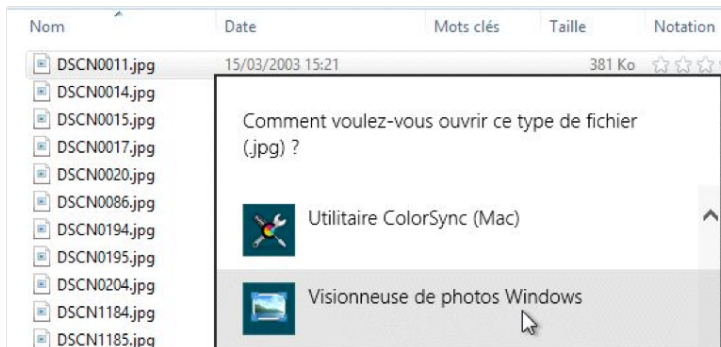 Nom Date Mots clés Taille Notation
DSCN0011.jpg 15/03/2003 15:21 381 Ko
DSCN0014.jpg
DSCN0015.jpg
DSCN0017.jpg
DSCN0020.jpg
DSCN0086.jpg
DSCN0194.jpg
DSCN0195.jpg
DSCN0204.jpg
DSCN1184.jpg
DSCN1185.jpg
Comment voulez-vous ouvrir ce type de fichier
(.jpg) ?
Utilitaire ColorSync (Mac)
Visionneuse de photos Windows